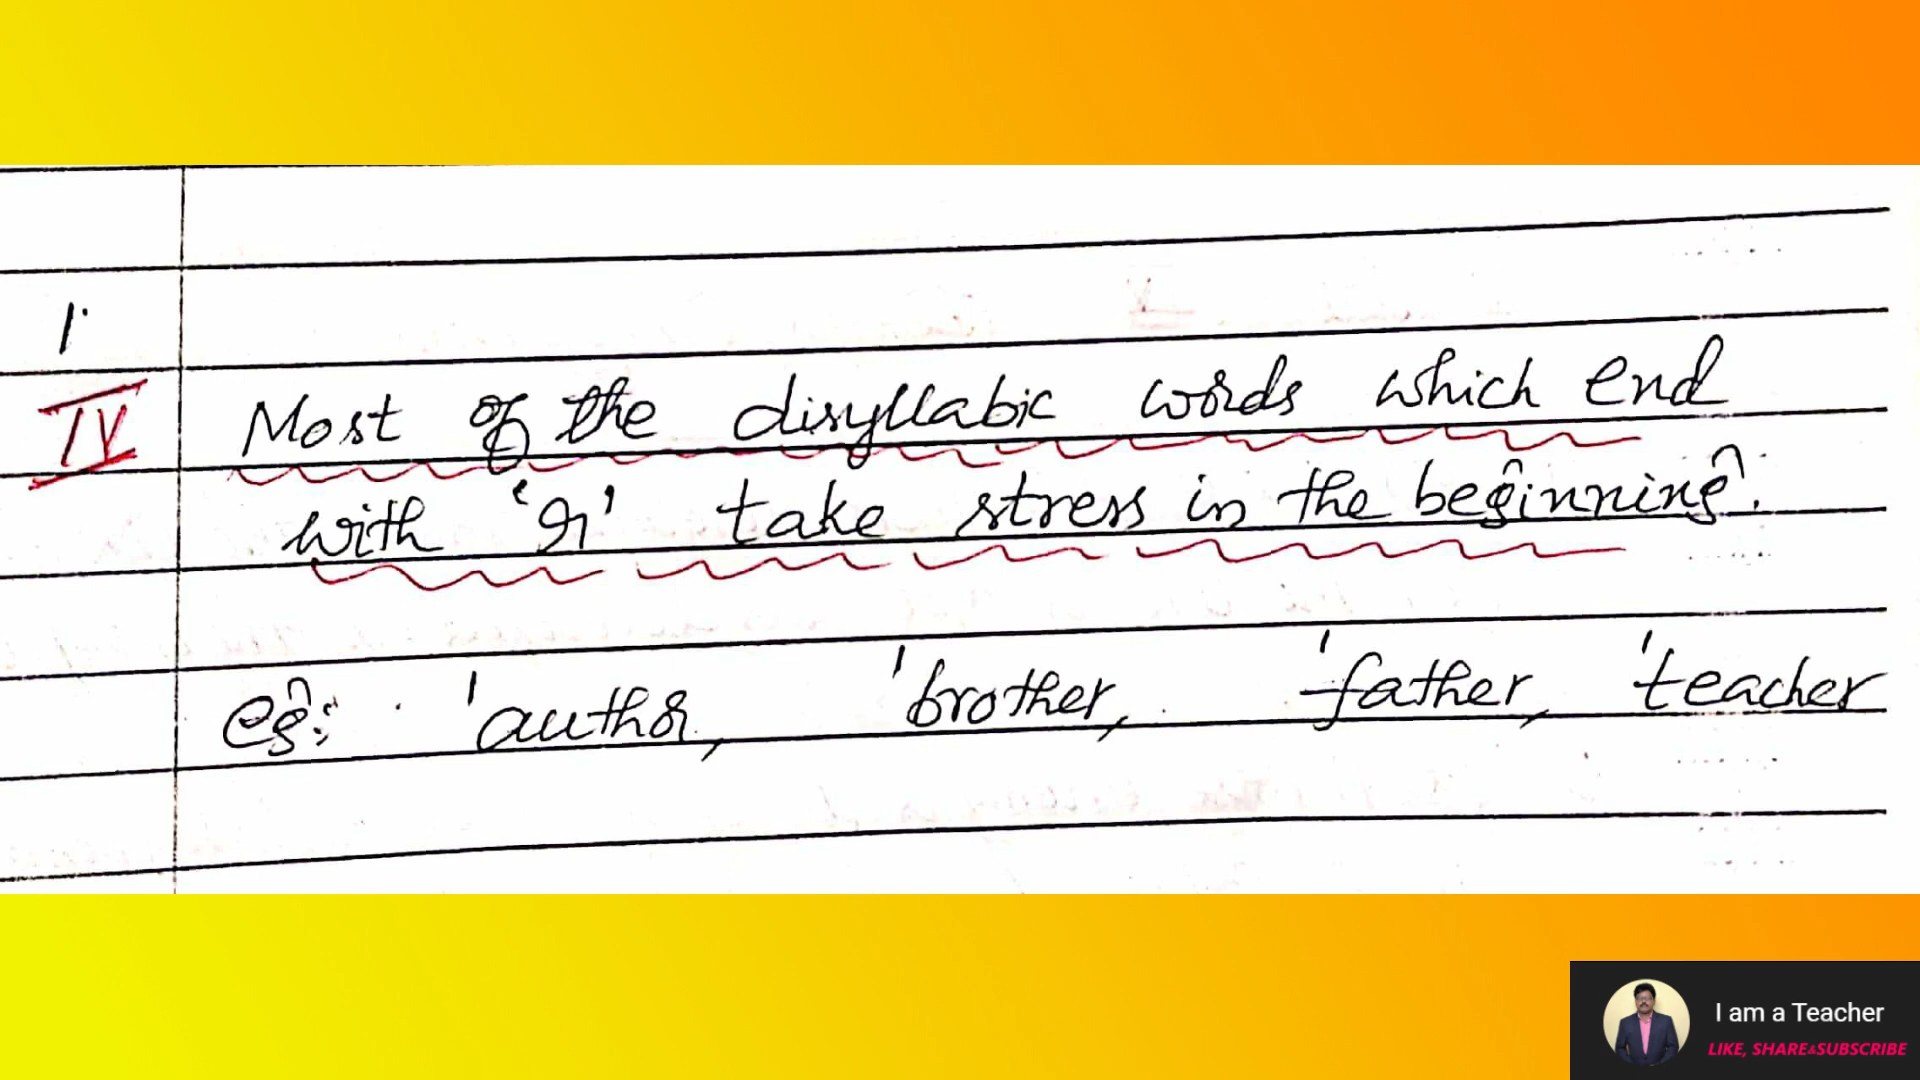 1.
IV Most of the disyllabic words which end
with 'r' take stress in the beginning.
eg: 'author, 'brother, 'father, 'teacher
I am a Teacher
LIKE, SHARE&SUBSCRIBE